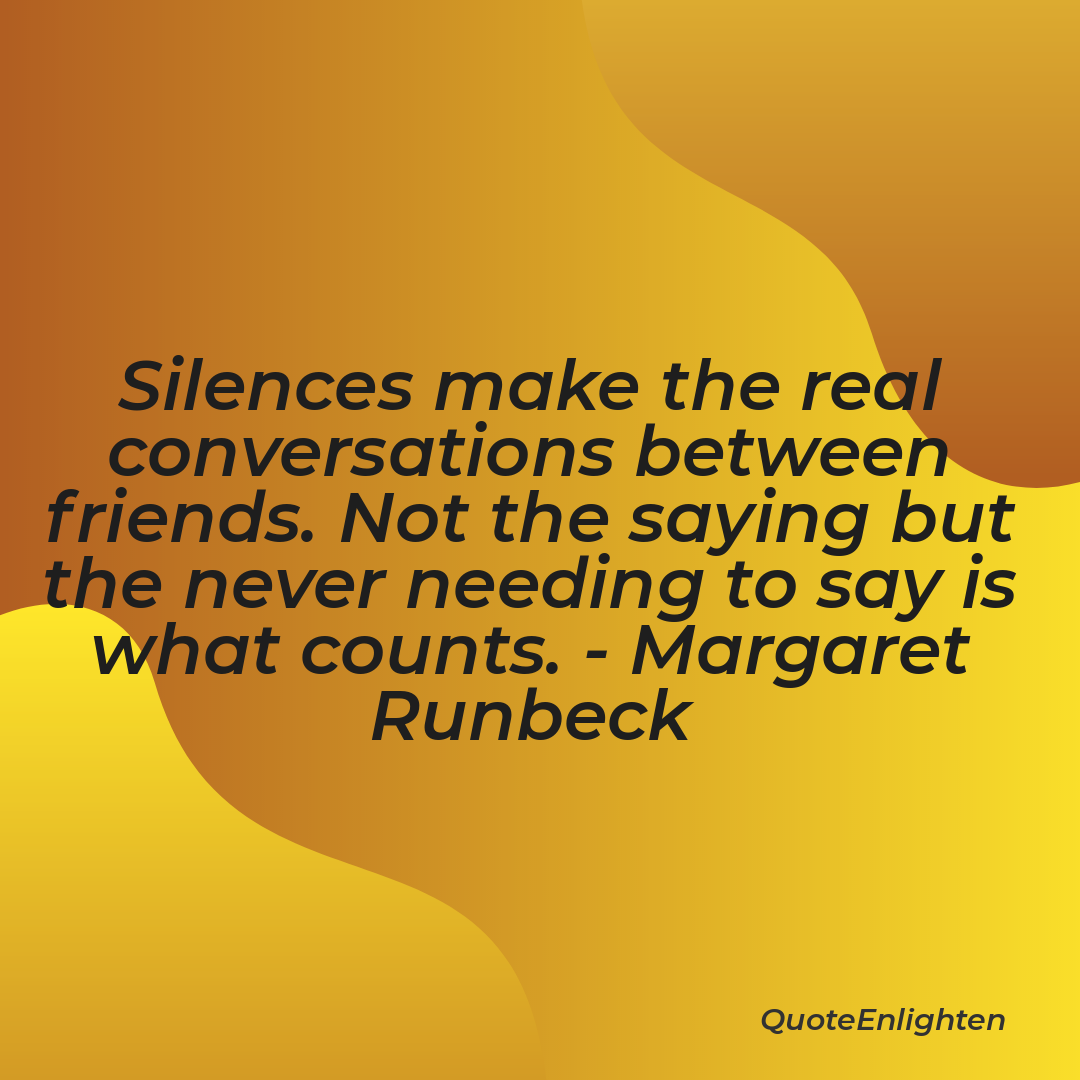 Silences make the real
conversations between
friends. Not the saying but
the never needing to say is
what counts. - Margaret
Runbeck
QuoteEnlighten